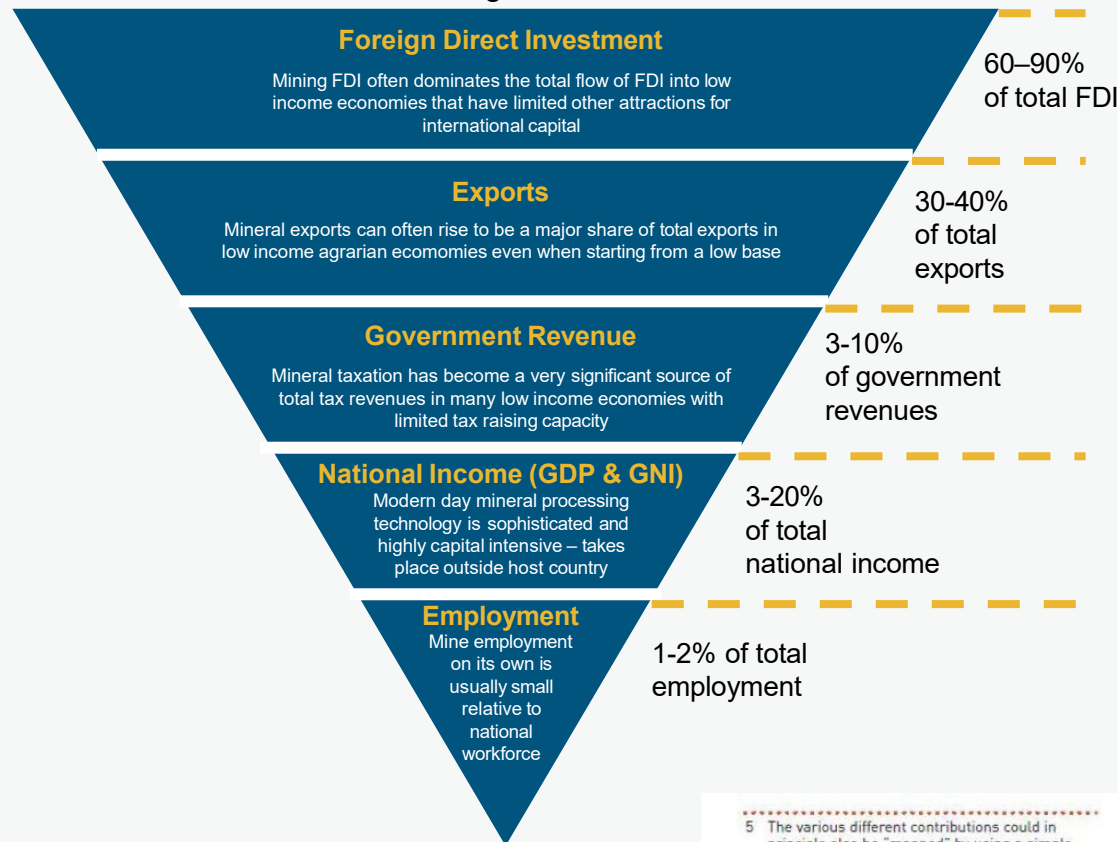 Foreign Direct Investment
Mining FDI often dominates the total flow of FDI into low
income economies that have limited other attractions for
international capital
60–90%
of total FDI
Exports
Mineral exports can often rise to be a major share of total exports in
low income agrarian ecomomies even when starting from a low base
30-40%
of total
exports
Government Revenue
Mineral taxation has become a very significant source of
total tax revenues in many low income economies with
limited tax raising capacity
3-10%
of government
revenues
National Income (GDP & GNI)
Modern day mineral processing
technology is sophisticated and
highly capital intensive – takes
place outside host country
3-20%
of total
national income
Employment
Mine employment
on its own is
usually small
relative to
national
workforce
1-2% of total
employment
5 The various different contributions could in